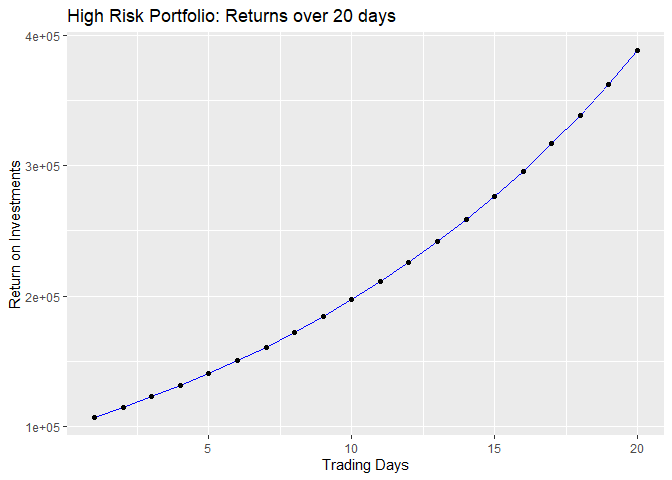 High Risk Portfolio: Returns over 20 days
4e+05
3e+05
2e+05
1e+05
Return on Investments
5 10 15 20
Trading Days